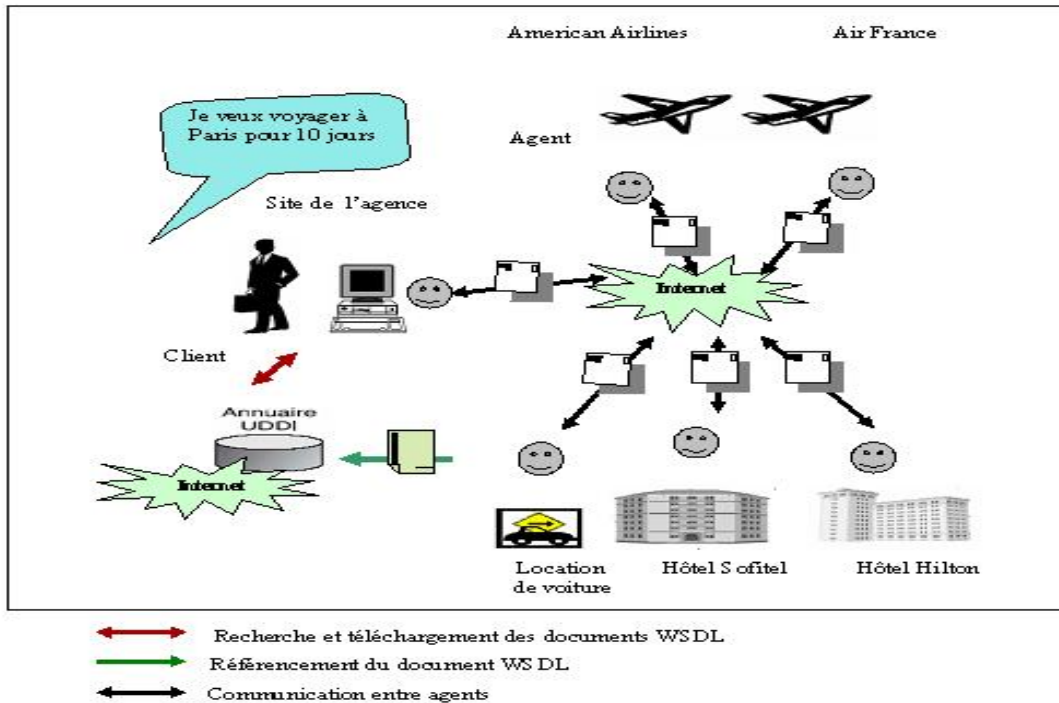 American Airlines
Air France
Je veux voyager à
Paris pour 10 jours
Agent
Site de l'agence
Internet
Client
Annuaire
UDDI
Internet
Location
de voiture
Hôtel Sofitel
Hôtel Hilton
Recherche et téléchargement des documents WSDL
Référencement du document WSDL
Communication entre agents